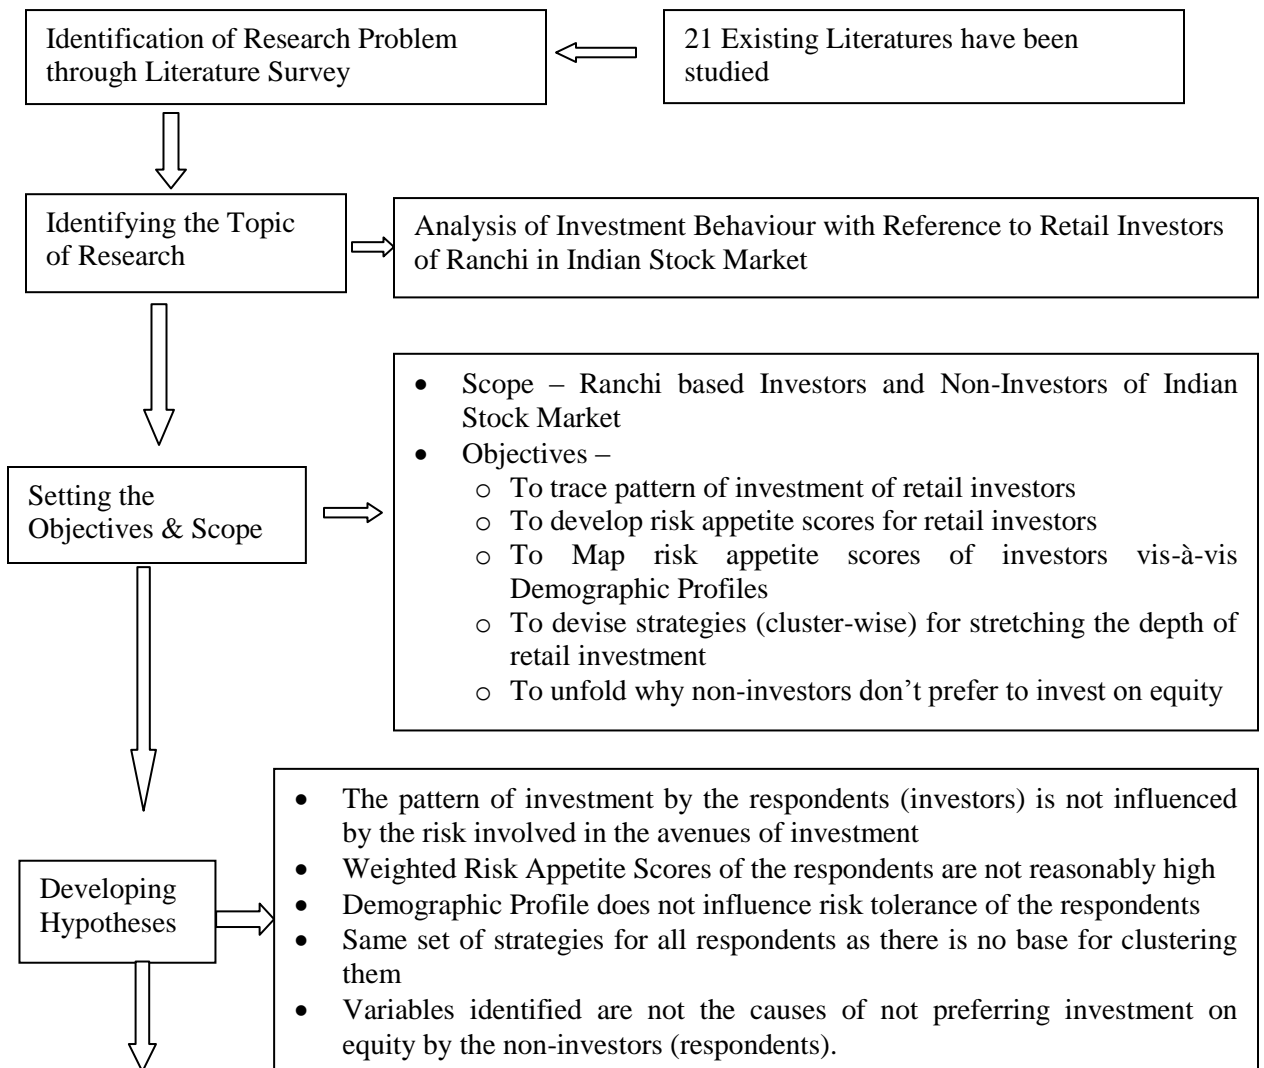 Identification of Research Problem
through Literature Survey
21 Existing Literatures have been
studied
Identifying the Topic
of Research
Analysis of Investment Behaviour with Reference to Retail Investors
of Ranchi in Indian Stock Market
Setting the
Objectives & Scope
• Scope – Ranchi based Investors and Non-Investors of Indian
Stock Market
• Objectives –
o To trace pattern of investment of retail investors
o To develop risk appetite scores for retail investors
o To Map risk appetite scores of investors vis-à-vis
Demographic Profiles
o To devise strategies (cluster-wise) for stretching the depth of
retail investment
o To unfold why non-investors don’t prefer to invest on equity
Developing
Hypotheses
• The pattern of investment by the respondents (investors) is not influenced
by the risk involved in the avenues of investment
• Weighted Risk Appetite Scores of the respondents are not reasonably high
• Demographic Profile does not influence risk tolerance of the respondents
• Same set of strategies for all respondents as there is no base for clustering
them
• Variables identified are not the causes of not preferring investment on
equity by the non-investors (respondents).